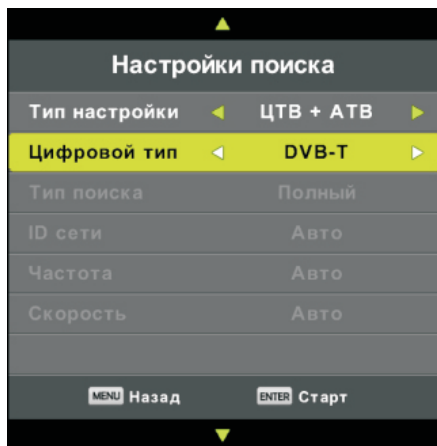 Настройки поиска
Тип настройки ЦТВ + АТВ
Цифровой тип DVB-T
Тип поиска Полный
ID сети Авто
Частота Авто
Скорость Авто
MENU Назад ENTER Старт